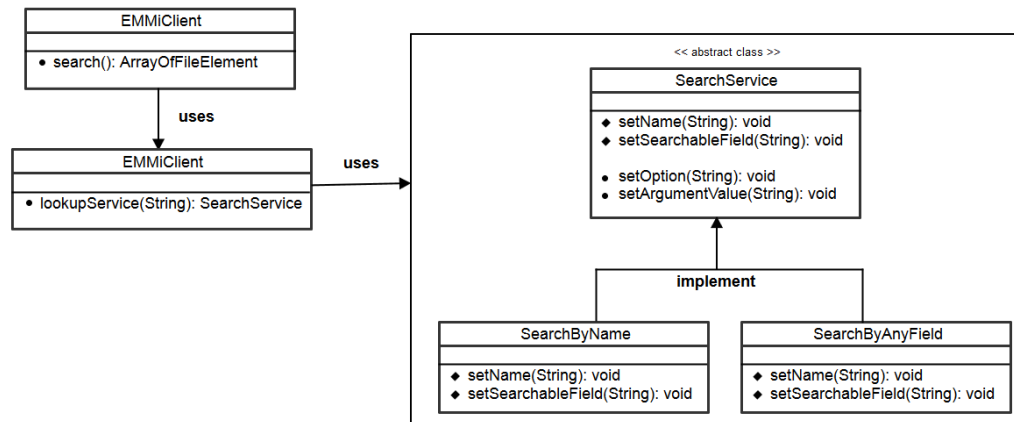 EMMiClient
search(): ArrayOfFileElement
uses
EMMiClient
lookupService(String): SearchService
uses
<< abstract class >>
SearchService
setName(String): void
setSearchableField(String): void
setOption(String): void
setArgumentValue(String): void
implement
SearchByName
setName(String): void
setSearchableField(String): void
SearchByAnyField
setName(String): void
setSearchableField(String): void